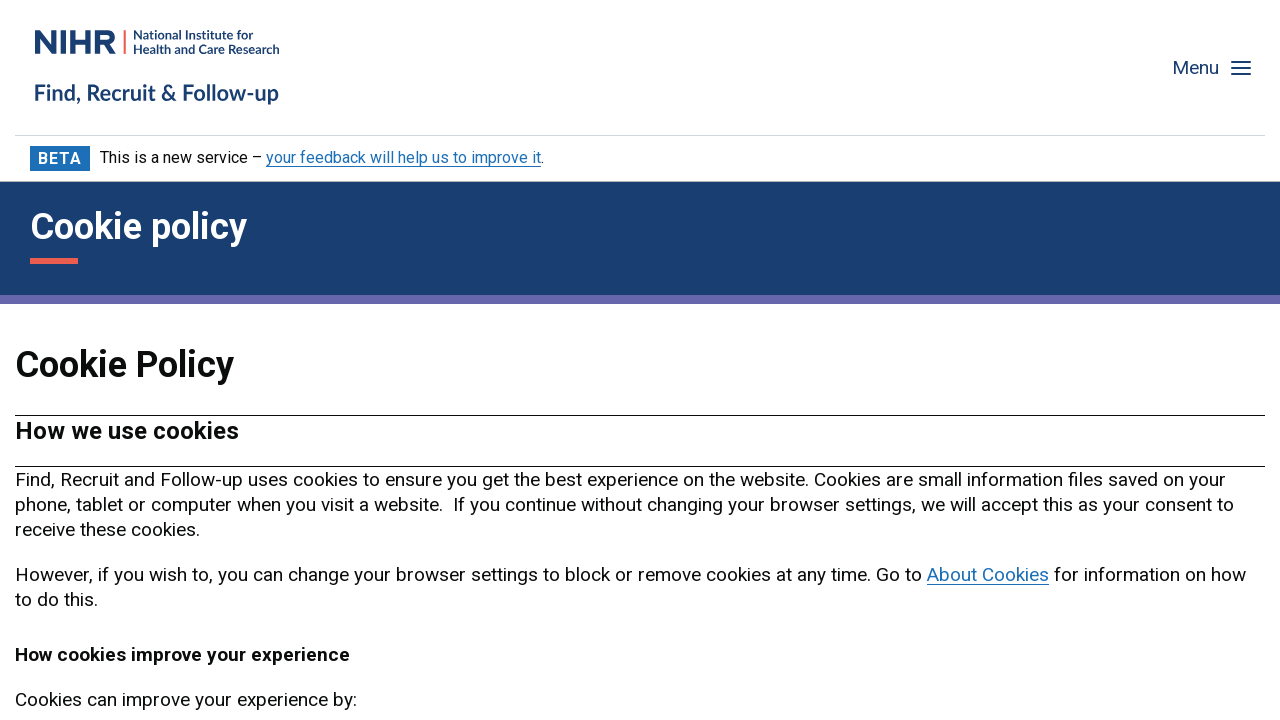 NIHR | National Institute for
Health and Care Research
Menu
Find, Recruit & Follow-up
BETA This is a new service – your feedback will help us to improve it.
Cookie policy
Cookie Policy
How we use cookies
Find, Recruit and Follow-up uses cookies to ensure you get the best experience on the website. Cookies are small information files saved on your
phone, tablet or computer when you visit a website.  If you continue without changing your browser settings, we will accept this as your consent to
receive these cookies.
However, if you wish to, you can change your browser settings to block or remove cookies at any time. Go to About Cookies for information on how
to do this.
How cookies improve your experience
Cookies can improve your experience by: